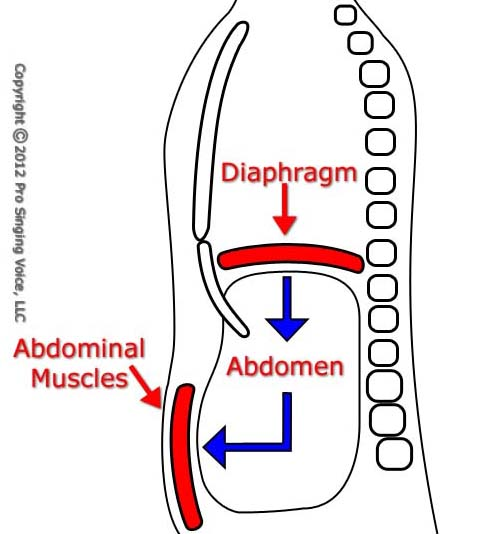 Copyright ©2012 Pro Singing Voice, LLC
Diaphragm
Abdominal
Muscles
Abdomen